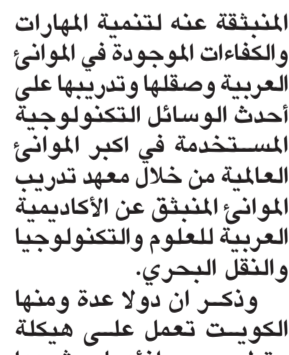 المنبثقة عنه لتنمية المهارات
والكفاءات الموجودة في الموانئ
العربية وصقلها وتدريبها على
أحدث الوسائل التكنولوجية
المستخدمة في اكبر الموانئ
العالمية من خلال معهد تدريب
الموانئ المنبثق عن الأكاديمية
العربية للعلوم والتكنولوجيا
والنقل البحري.
وذكر ان دولا عدة ومنها
الكويت تعمل على هيكلة